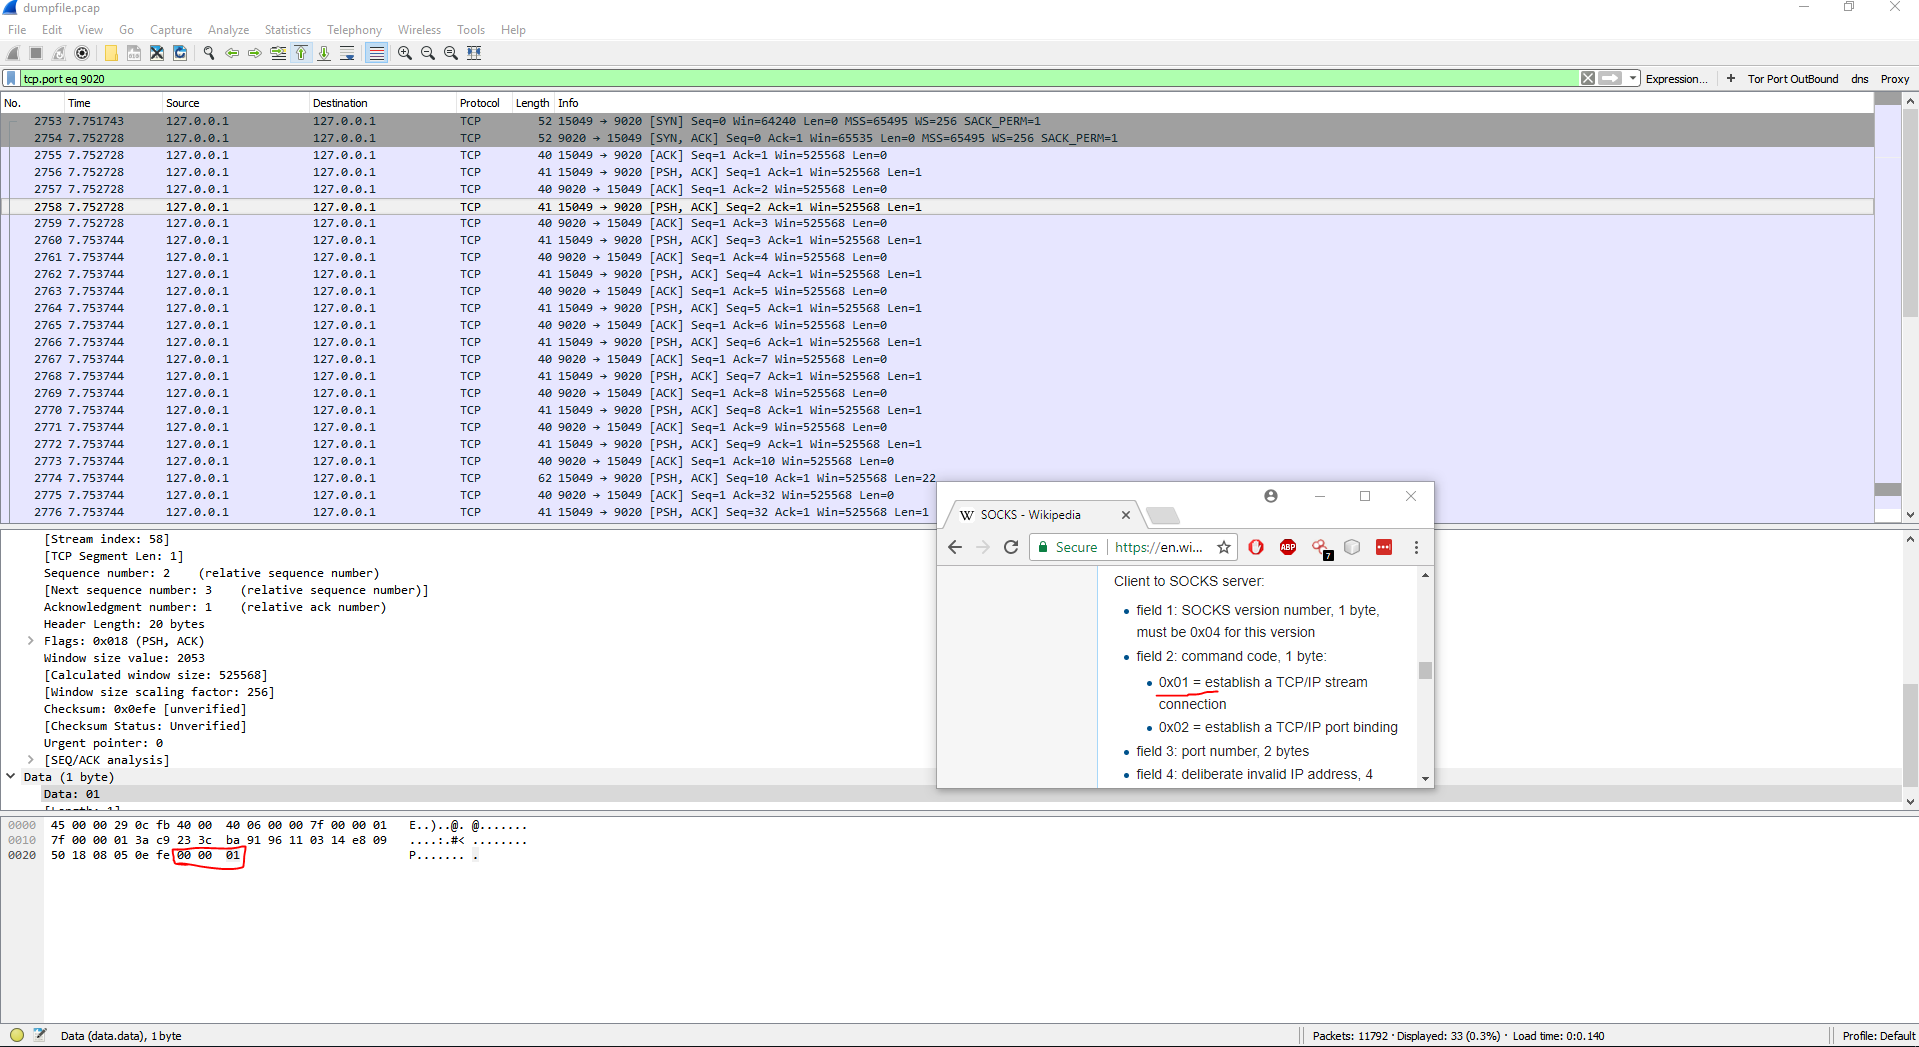 dumpfile.pcap
File Edit View Go Capture Analyze Statistics Telephony Wireless Tools Help
tcp.port eq 9020 Expression... + Tor Port OutBound dns Proxy
No. Time Source Destination Protocol Length Info
2753 7.751743 127.0.0.1 127.0.0.1 TCP 52 15049 → 9020 [SYN] Seq=0 Win=64240 Len=0 MSS=65495 WS=256 SACK_PERM=1
2754 7.752728 127.0.0.1 127.0.0.1 TCP 52 9020 → 15049 [SYN, ACK] Seq=0 Ack=1 Win=65535 Len=0 MSS=65495 WS=256 SACK_PERM=1
2755 7.752728 127.0.0.1 127.0.0.1 TCP 40 15049 → 9020 [ACK] Seq=1 Ack=1 Win=525568 Len=0
2756 7.752728 127.0.0.1 127.0.0.1 TCP 41 15049 → 9020 [PSH, ACK] Seq=1 Ack=1 Win=525568 Len=1
2757 7.752728 127.0.0.1 127.0.0.1 TCP 40 9020 → 15049 [ACK] Seq=1 Ack=2 Win=525568 Len=0
2758 7.752728 127.0.0.1 127.0.0.1 TCP 41 15049 → 9020 [PSH, ACK] Seq=2 Ack=1 Win=525568 Len=1
2759 7.752728 127.0.0.1 127.0.0.1 TCP 40 9020 → 15049 [ACK] Seq=1 Ack=3 Win=525568 Len=0
2760 7.753744 127.0.0.1 127.0.0.1 TCP 41 15049 → 9020 [PSH, ACK] Seq=3 Ack=1 Win=525568 Len=1
2761 7.753744 127.0.0.1 127.0.0.1 TCP 40 9020 → 15049 [ACK] Seq=1 Ack=4 Win=525568 Len=0
2762 7.753744 127.0.0.1 127.0.0.1 TCP 41 15049 → 9020 [PSH, ACK] Seq=4 Ack=1 Win=525568 Len=1
2763 7.753744 127.0.0.1 127.0.0.1 TCP 40 9020 → 15049 [ACK] Seq=1 Ack=5 Win=525568 Len=0
2764 7.753744 127.0.0.1 127.0.0.1 TCP 41 15049 → 9020 [PSH, ACK] Seq=5 Ack=1 Win=525568 Len=1
2765 7.753744 127.0.0.1 127.0.0.1 TCP 40 9020 → 15049 [ACK] Seq=1 Ack=6 Win=525568 Len=0
2766 7.753744 127.0.0.1 127.0.0.1 TCP 41 15049 → 9020 [PSH, ACK] Seq=6 Ack=1 Win=525568 Len=1
2767 7.753744 127.0.0.1 127.0.0.1 TCP 40 9020 → 15049 [ACK] Seq=1 Ack=7 Win=525568 Len=0
2768 7.753744 127.0.0.1 127.0.0.1 TCP 41 15049 → 9020 [PSH, ACK] Seq=7 Ack=1 Win=525568 Len=1
2769 7.753744 127.0.0.1 127.0.0.1 TCP 40 9020 → 15049 [ACK] Seq=1 Ack=8 Win=525568 Len=0
2770 7.753744 127.0.0.1 127.0.0.1 TCP 41 15049 → 9020 [PSH, ACK] Seq=8 Ack=1 Win=525568 Len=1
2771 7.753744 127.0.0.1 127.0.0.1 TCP 40 9020 → 15049 [ACK] Seq=1 Ack=9 Win=525568 Len=0
2772 7.753744 127.0.0.1 127.0.0.1 TCP 41 15049 → 9020 [PSH, ACK] Seq=9 Ack=1 Win=525568 Len=1
2773 7.753744 127.0.0.1 127.0.0.1 TCP 40 9020 → 15049 [ACK] Seq=1 Ack=10 Win=525568 Len=0
2774 7.753744 127.0.0.1 127.0.0.1 TCP 62 15049 → 9020 [PSH, ACK] Seq=10 Ack=1 Win=525568 Len=22
2775 7.753744 127.0.0.1 127.0.0.1 TCP 40 9020 → 15049 [ACK] Seq=1 Ack=32 Win=525568 Len=0
2776 7.753744 127.0.0.1 127.0.0.1 TCP 41 15049 → 9020 [PSH, ACK] Seq=32 Ack=1 Win=525568 Len=1
[Stream index: 58]
[TCP Segment Len: 1]
Sequence number: 2 (relative sequence number)
[Next sequence number: 3 (relative sequence number)]
Acknowledgment number: 1 (relative ack number)
Header Length: 20 bytes
Flags: 0x018 (PSH, ACK)
Window size value: 2053
[Calculated window size: 525568]
[Window size scaling factor: 256]
Checksum: 0x0efe [unverified]
[Checksum Status: Unverified]
Urgent pointer: 0
[SEQ/ACK analysis]
Data (1 byte)
Data: 01
[Length: 1]
W SOCKS - Wikipedia
Secure https://en.wi... ABP 7
Client to SOCKS server:
field 1: SOCKS version number, 1 byte,
must be 0x04 for this version
field 2: command code, 1 byte:
0x01 = establish a TCP/IP stream
connection
0x02 = establish a TCP/IP port binding
field 3: port number, 2 bytes
field 4: deliberate invalid IP address, 4
0000 45 00 00 29 0c fb 40 00 40 06 00 00 7f 00 00 01 E..)..@. @.......
0010 7f 00 00 01 3a c9 23 3c ba 91 96 11 03 14 e8 09 ....:.#< ........
0020 50 18 08 05 0e fe 00 00 01 P....... .
Data (data.data), 1 byte
Packets: 11792 · Displayed: 33 (0.3%) · Load time: 0:0.140
Profile: Default